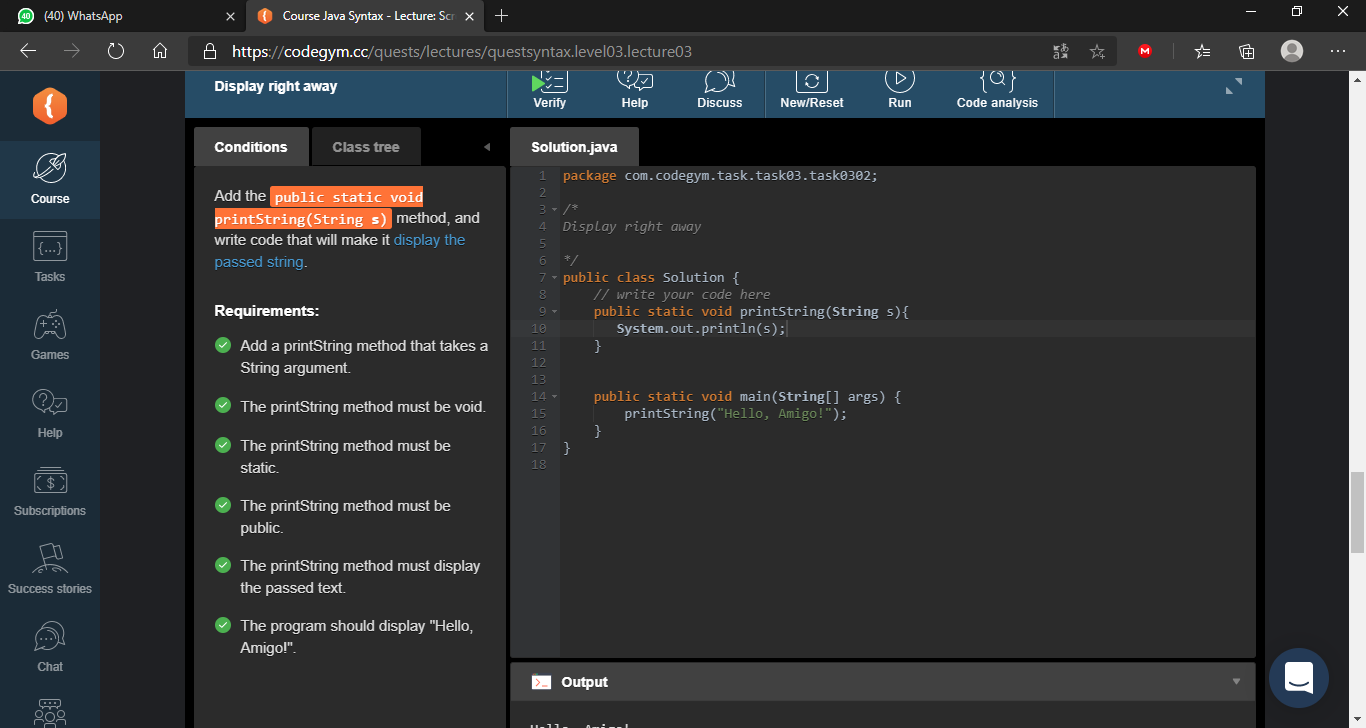 (40) WhatsApp
Course Java Syntax - Lecture: Scr
https://codegym.cc/quests/lectures/questsyntax.level03.lecture03
Display right away
Verify
Help
Discuss
New/Reset
Run
Code analysis
Course
Tasks
Games
Help
Subscriptions
Success stories
Chat
Conditions
Class tree
Add the public static void
printString(String s) method, and
write code that will make it display the
passed string.
Requirements:
Add a printString method that takes a
String argument.
The printString method must be void.
The printString method must be
static.
The printString method must be
public.
The printString method must display
the passed text.
The program should display "Hello,
Amigo!".
Solution.java
1 package com.codegym.task.task03.task0302;
2
3 /*
4 Display right away
5
6 */
7 public class Solution {
8 // write your code here
9 public static void printString(String s){
10 System.out.println(s);
11 }
12
13
14 public static void main(String[] args) {
15 printString("Hello, Amigo!");
16 }
17 }
18
Output